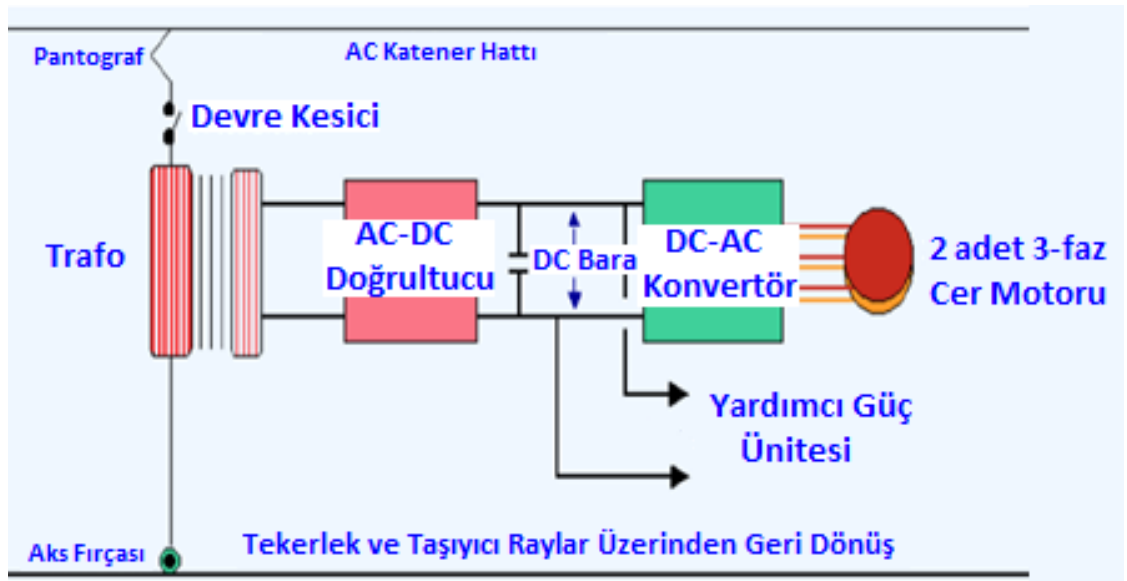 Pantograf
AC Katener Hattı
Devre Kesici
Trafo
AC-DC
Doğrultucu
DC Bara
DC-AC
Konvertör
2 adet 3-faz
Cer Motoru
Yardımcı Güç
Ünitesi
Aks Fırçası
Tekerlek ve Taşıyıcı Raylar Üzerinden Geri Dönüş